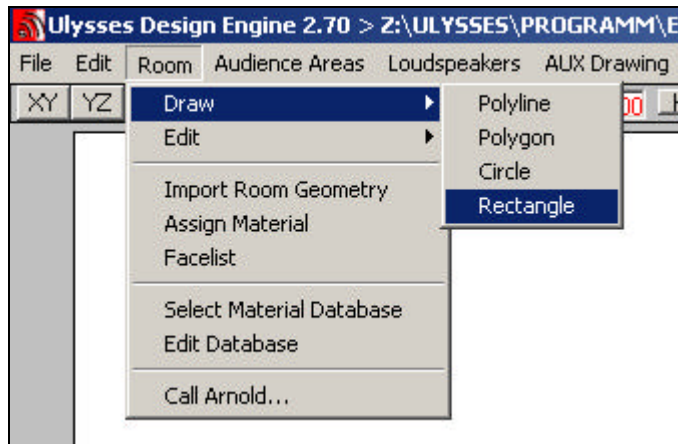 Ulysses Design Engine 2.70 > Z:\ULYSSES\PROGRAMM\E
File Edit Room Audience Areas Loudspeakers AUX Drawing
XY YZ
Draw
Edit
Import Room Geometry
Assign Material
Facelist
Select Material Database
Edit Database
Call Arnold...
Polyline
Polygon
Circle
Rectangle